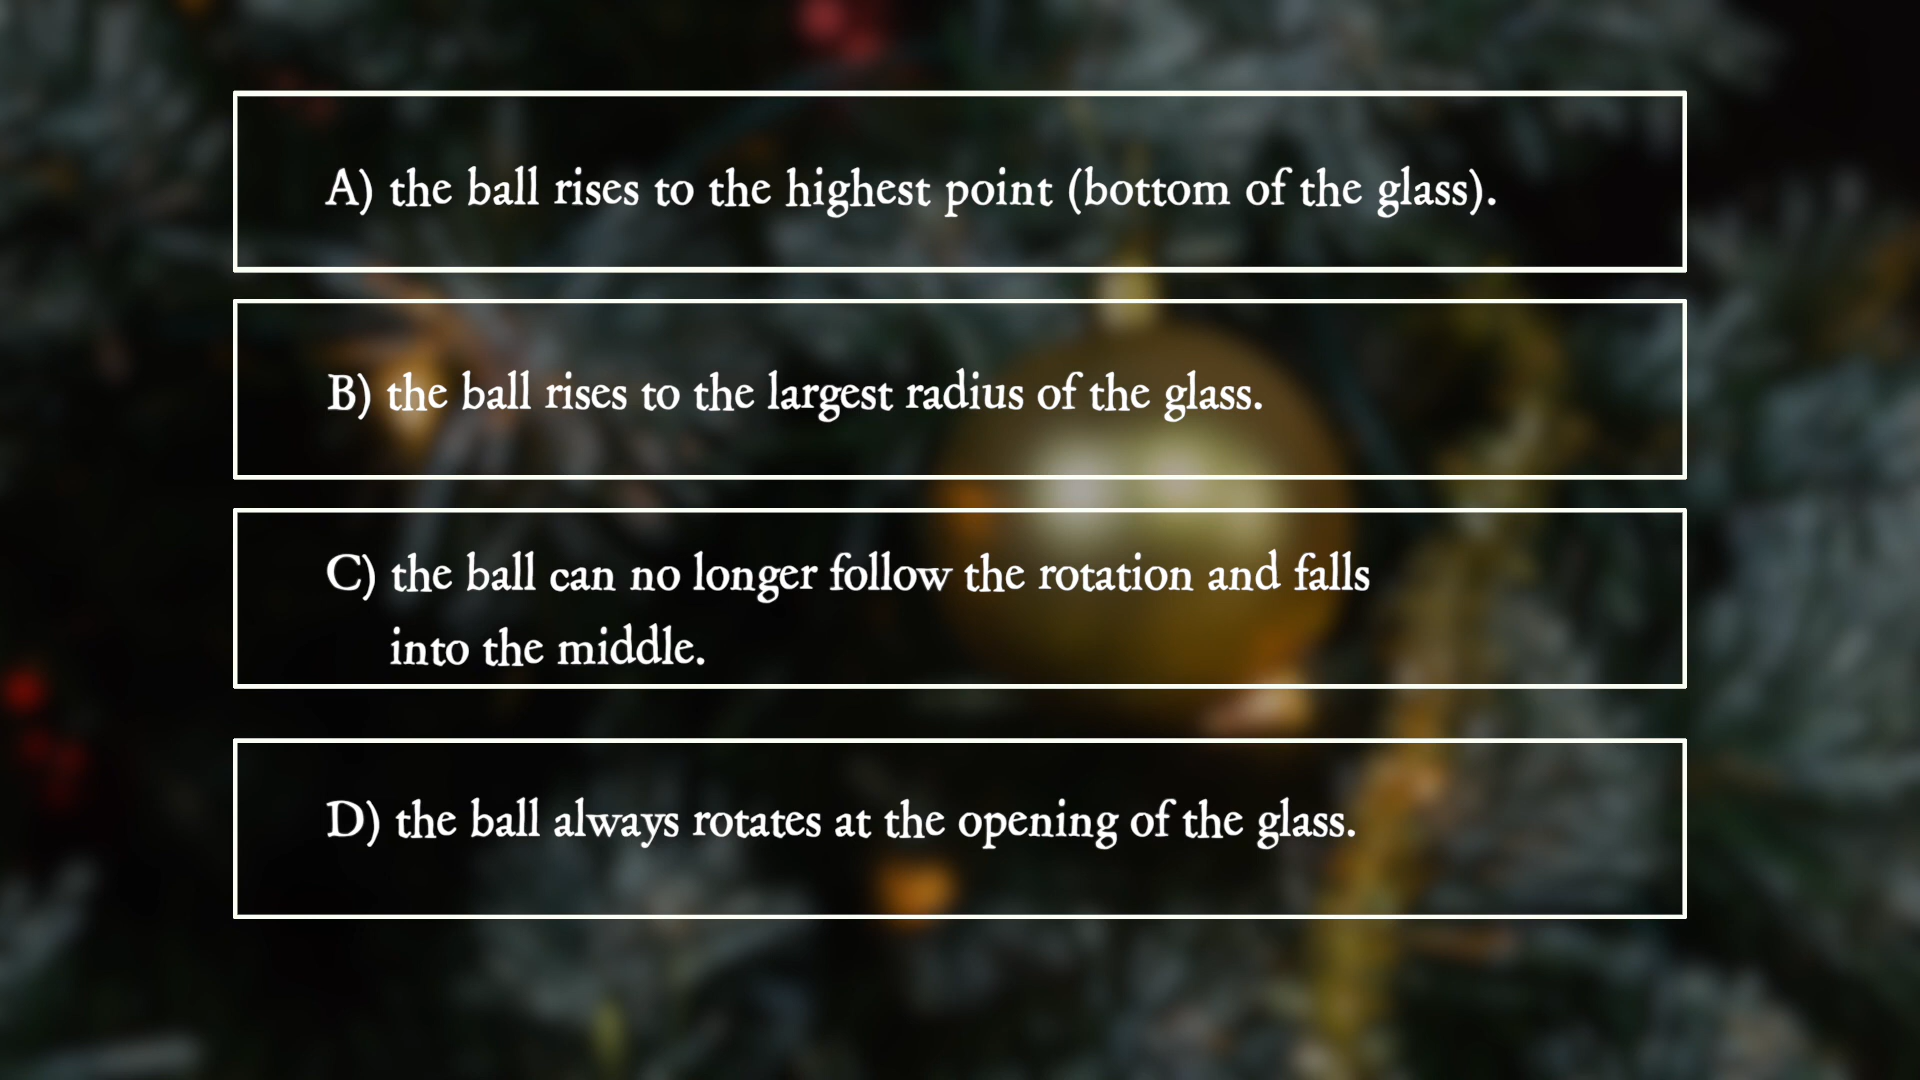 A) the ball rises to the highest point (bottom of the glass).
B) the ball rises to the largest radius of the glass.
C) the ball can no longer follow the rotation and falls
into the middle.
D) the ball always rotates at the opening of the glass.